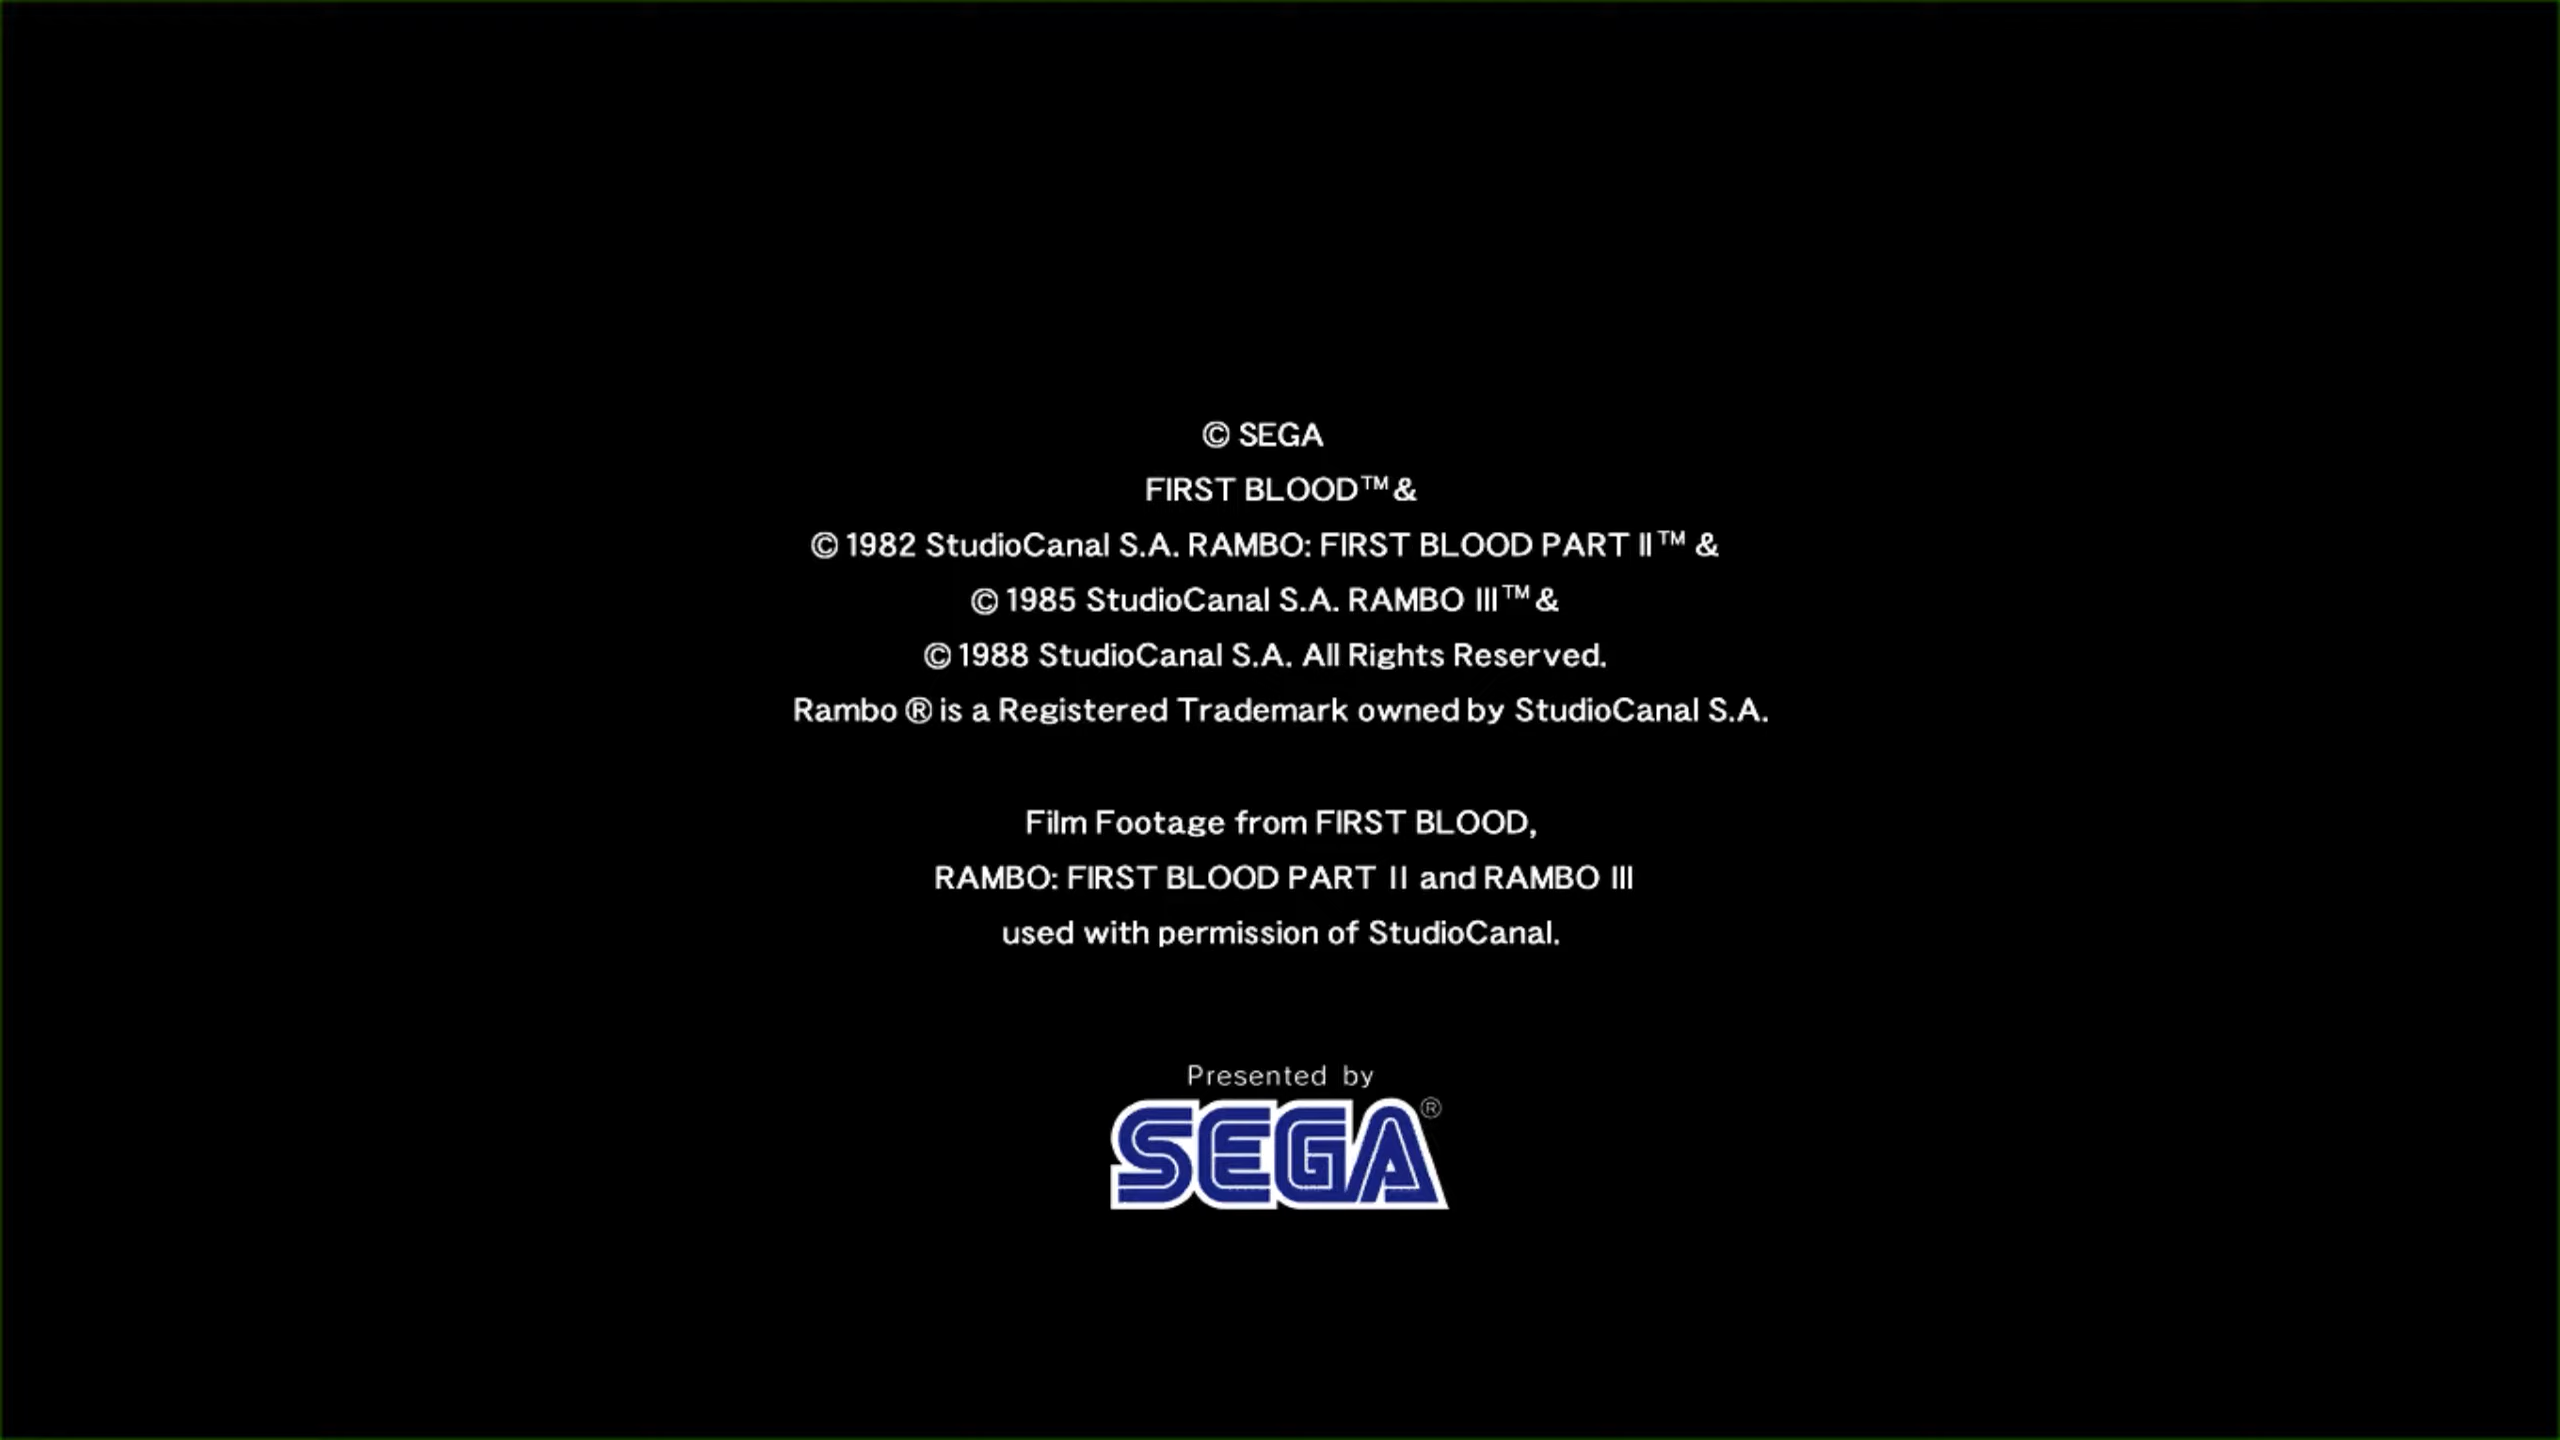 © SEGA
FIRST BLOOD™ &
© 1982 StudioCanal S.A. RAMBO: FIRST BLOOD PART II™ &
© 1985 StudioCanal S.A. RAMBO III™ &
© 1988 StudioCanal S.A. All Rights Reserved.
Rambo ® is a Registered Trademark owned by StudioCanal S.A.
Film Footage from FIRST BLOOD,
RAMBO: FIRST BLOOD PART II and RAMBO III
used with permission of StudioCanal.
Presented by
SEGA®